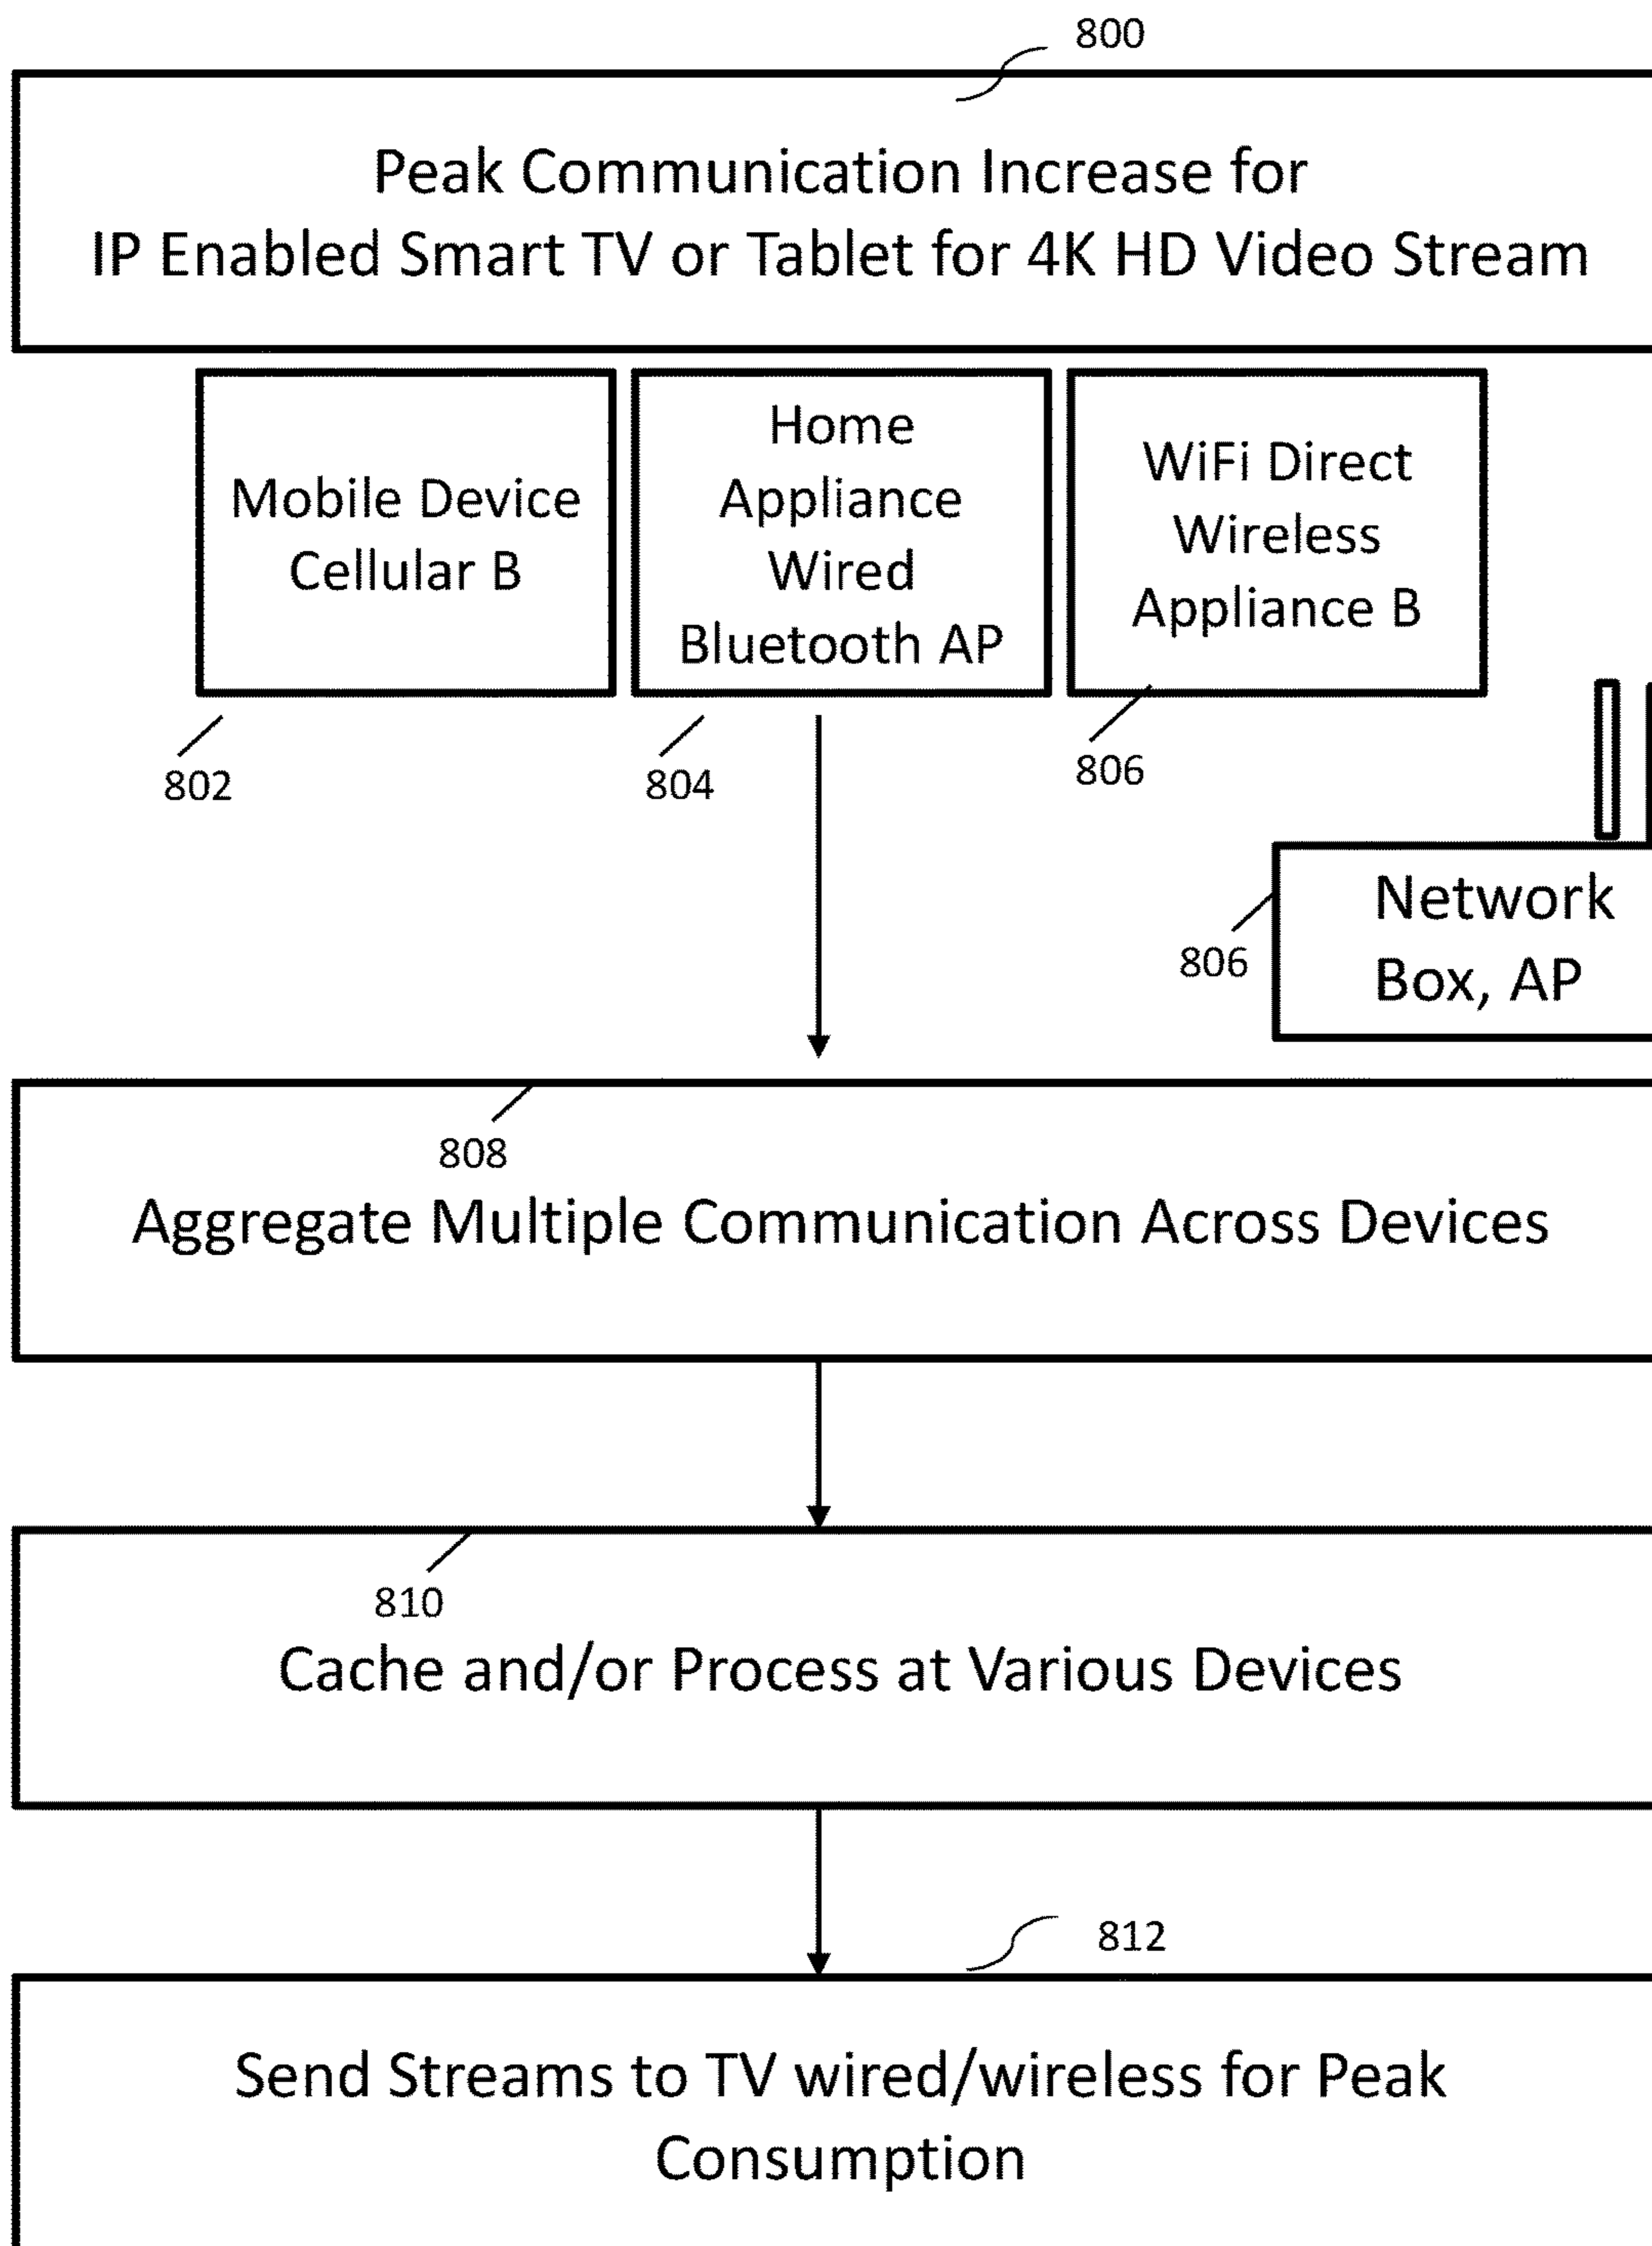 800
Peak Communication Increase for
IP Enabled Smart TV or Tablet for 4K HD Video Stream
Mobile Device
Cellular B
Home
Appliance
Wired
Bluetooth AP
WiFi Direct
Wireless
Appliance B
802
804
806
Network
Box, AP
806
808
Aggregate Multiple Communication Across Devices
810
Cache and/or Process at Various Devices
812
Send Streams to TV wired/wireless for Peak
Consumption